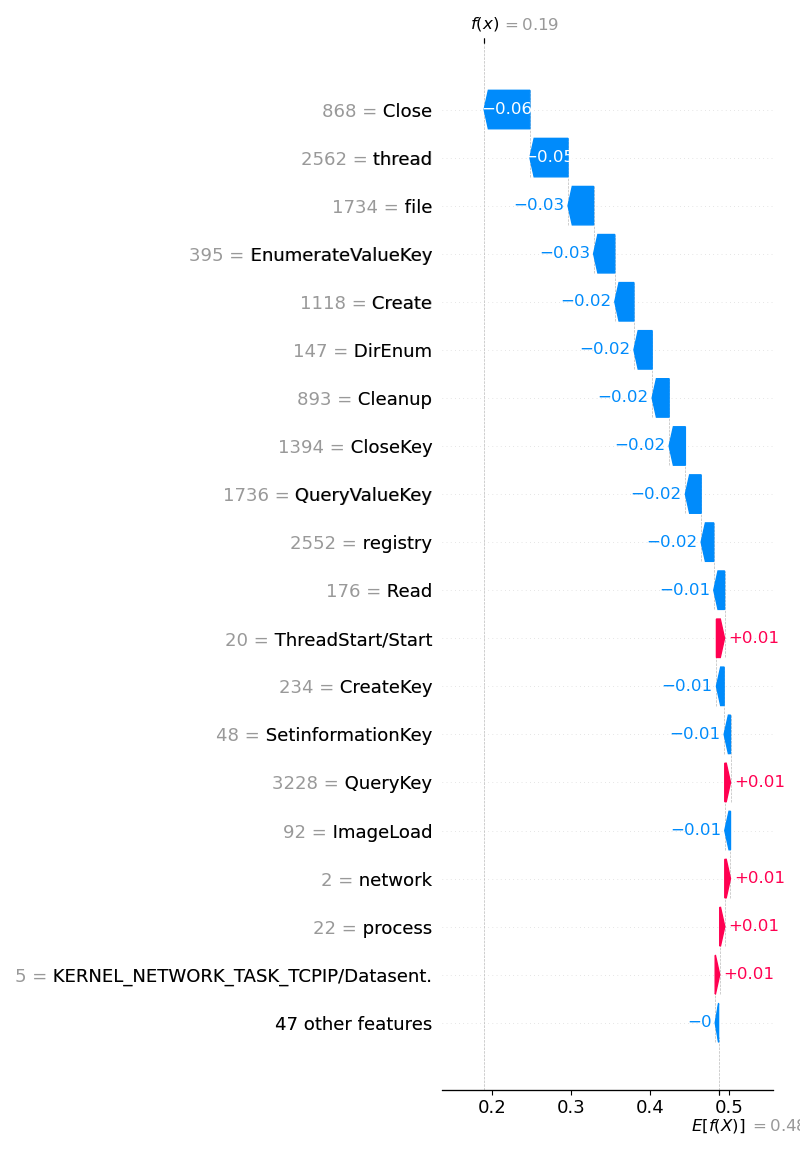 f(x) = 0.19
868 = Close −0.06
2562 = thread −0.05
1734 = file −0.03
395 = EnumerateValueKey −0.03
1118 = Create −0.02
147 = DirEnum −0.02
893 = Cleanup −0.02
1394 = CloseKey −0.02
1736 = QueryValueKey −0.02
2552 = registry −0.02
176 = Read −0.01
20 = ThreadStart/Start +0.01
234 = CreateKey −0.01
48 = SetinformationKey −0.01
3228 = QueryKey +0.01
92 = ImageLoad −0.01
2 = network +0.01
22 = process +0.01
5 = KERNEL_NETWORK_TASK_TCPIP/Datasent. +0.01
47 other features −0
0.2 0.3 0.4 0.5
E[f(X)] = 0.48